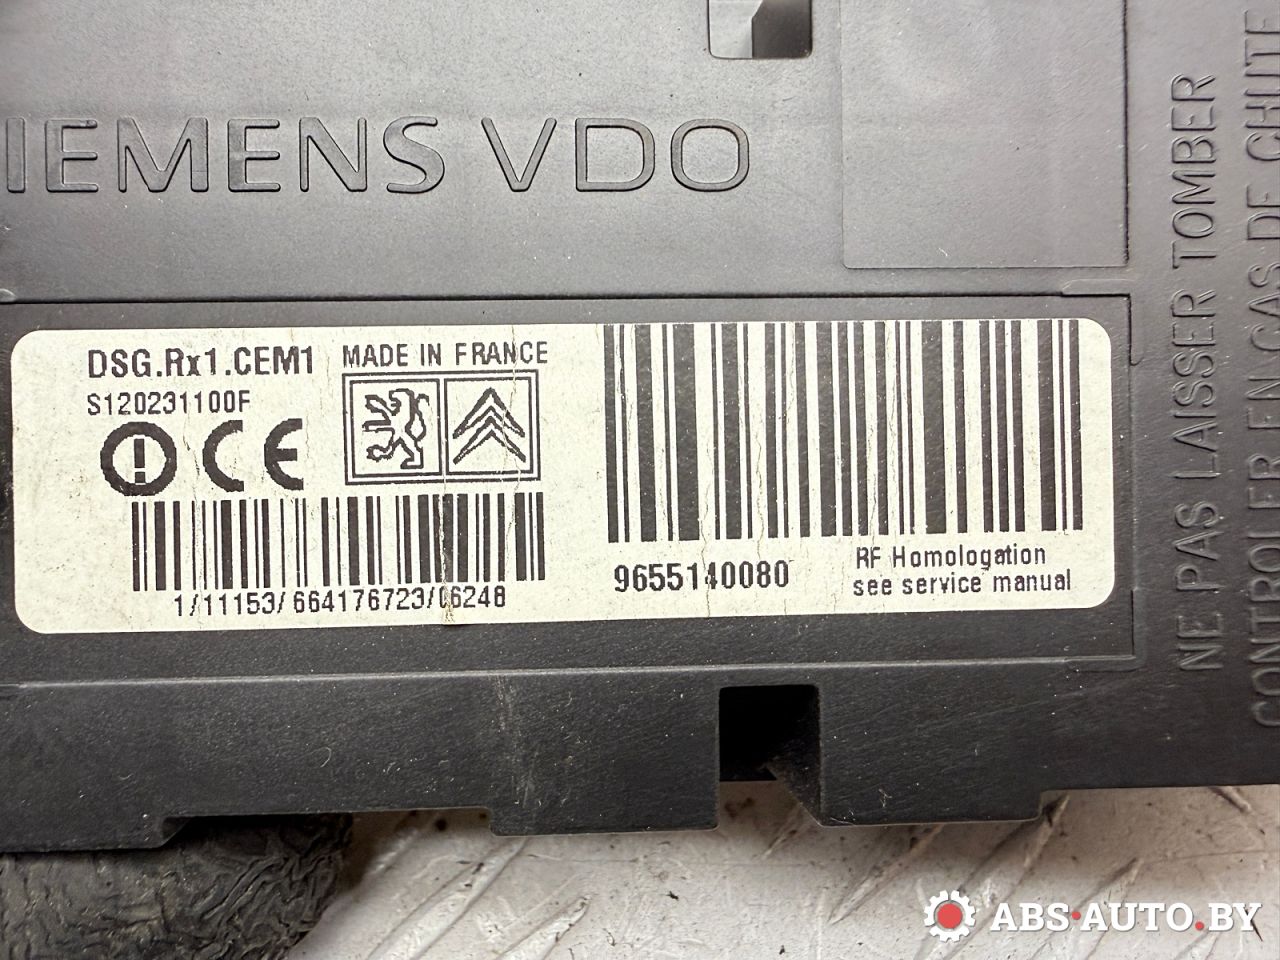 IEMENS VDO
DSG.Rx1.CEM1
MADE IN FRANCE
S120231100F
CE
1/11153/664176723/06248
9655140080
RF Homologation
see service manual
NE PAS LAISSER TOMBER
CONTROLER EN CAS DE CHUTE
ABS-AUTO.BY